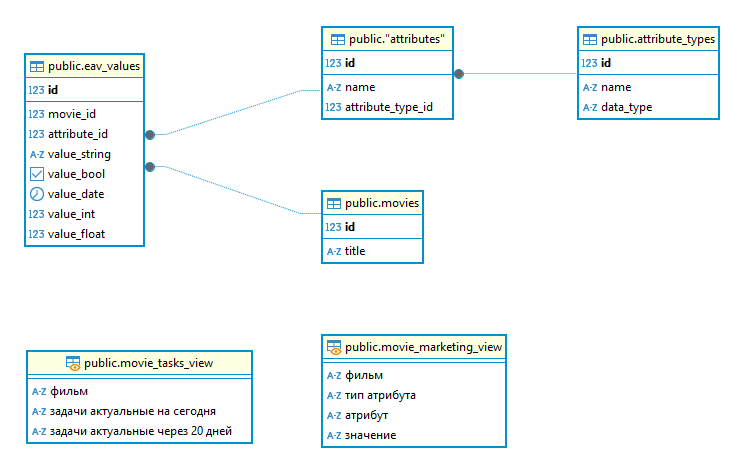 public.eav_values
123 id
123 movie_id
123 attribute_id
A-Z value_string
value_bool
value_date
123 value_int
123 value_float
public."attributes"
123 id
A-Z name
123 attribute_type_id
public.attribute_types
123 id
A-Z name
A-Z data_type
public.movies
123 id
A-Z title
public.movie_tasks_view
A-Z фильм
A-Z задачи актуальные на сегодня
A-Z задачи актуальные через 20 дней
public.movie_marketing_view
A-Z фильм
A-Z тип атрибута
A-Z атрибут
A-Z значение